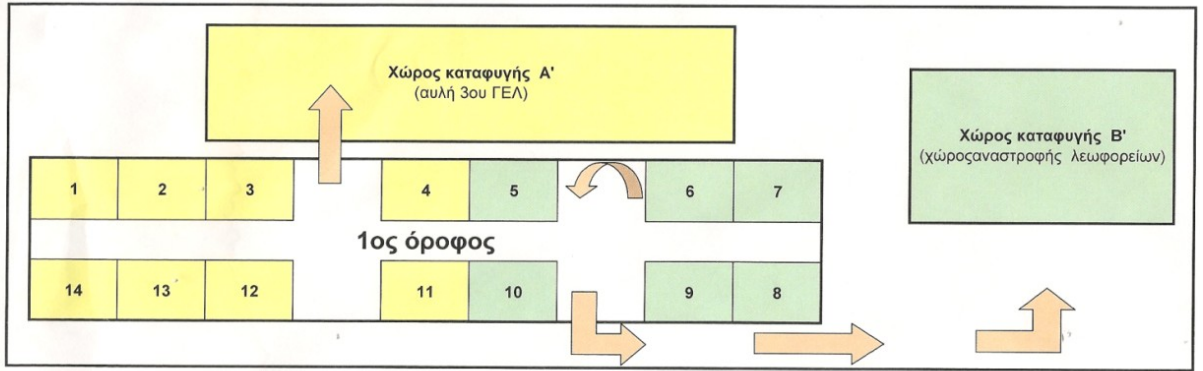 Χώρος καταφυγής Α'
(αυλή 3ου ΓΕΛ)
Χώρος καταφυγής Β'
(χώροςαναστροφής λεωφορείων)
1 2 3 4 5 6 7
1ος όροφος
14 13 12 11 10 9 8